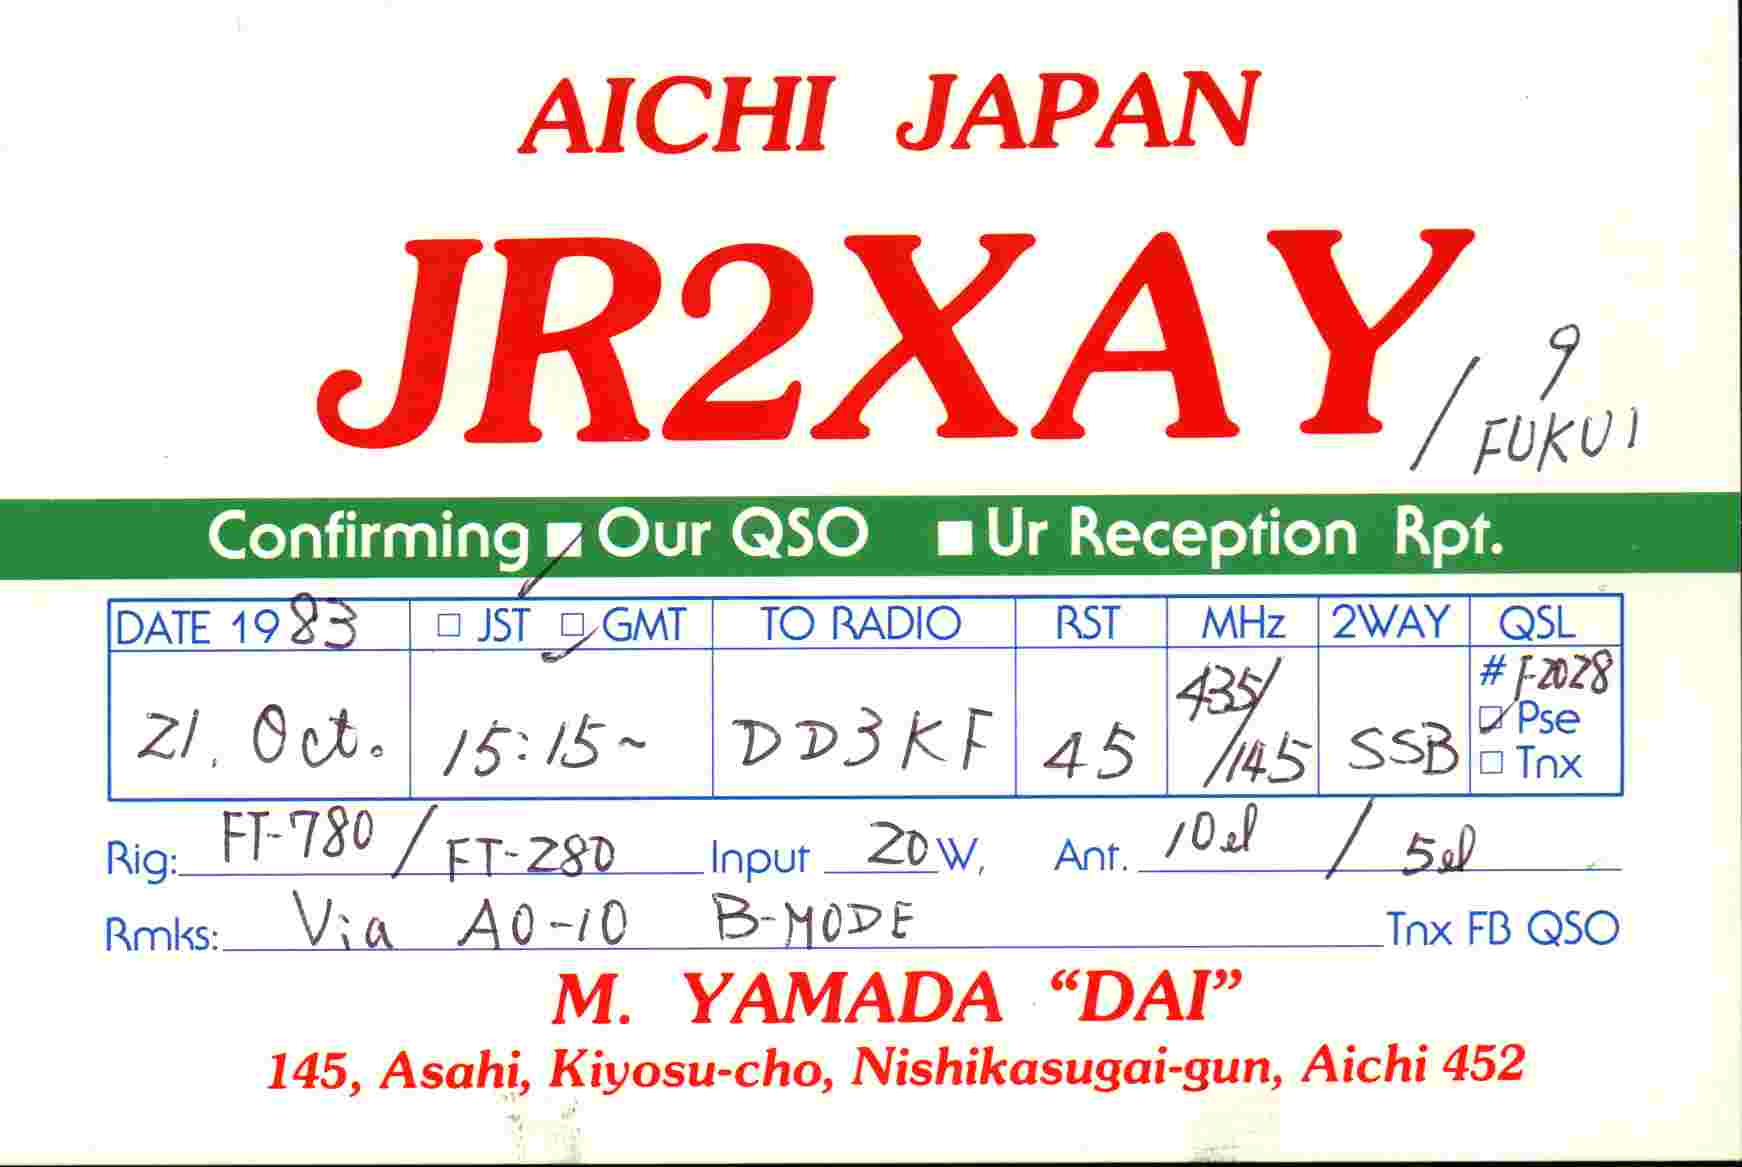 AICHI JAPAN
JR2XAY / 9
FUKUI
Confirming ■ Our QSO ■ Ur Reception Rpt.
DATE 1983 □ JST ☑ GMT TO RADIO RST MHz 2WAY QSL
21. Oct. 15:15~ DD3KF 45 435/ /145 SSB # F-2028
☑ Pse
□ Tnx
Rig: FT-780 / FT-280 Input 20 W, Ant. 10el / 5el
Rmks: Via AO-10 B-MODE Tnx FB QSO
M. YAMADA “DAI”
145, Asahi, Kiyosu-cho, Nishikasugai-gun, Aichi 452